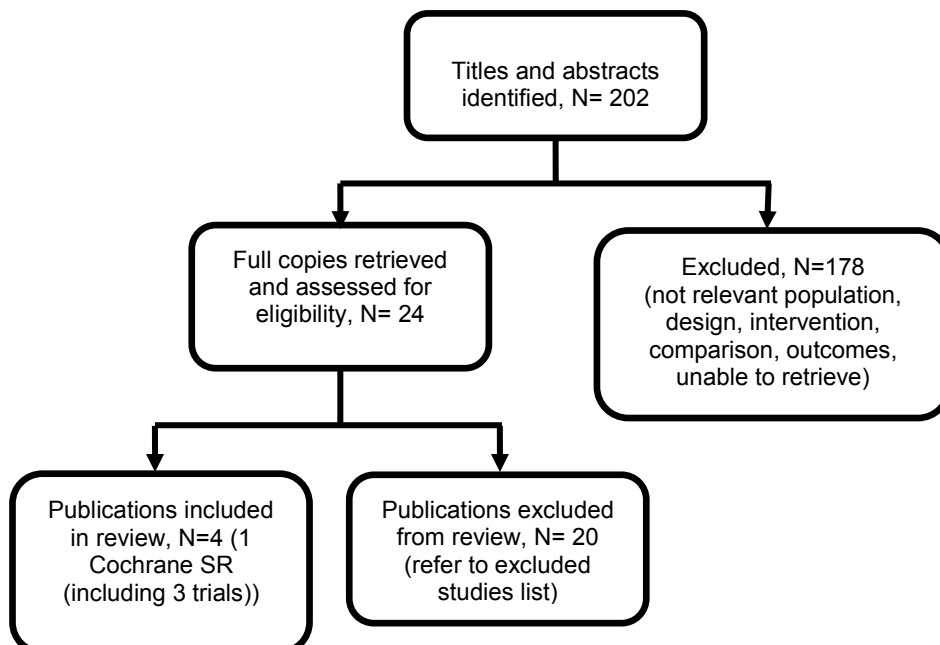 Titles and abstracts
identified, N= 202
Full copies retrieved
and assessed for
eligibility, N= 24
Excluded, N=178
(not relevant population,
design, intervention,
comparison, outcomes,
unable to retrieve)
Publications included
in review, N=4 (1
Cochrane SR
(including 3 trials))
Publications excluded
from review, N= 20
(refer to excluded
studies list)